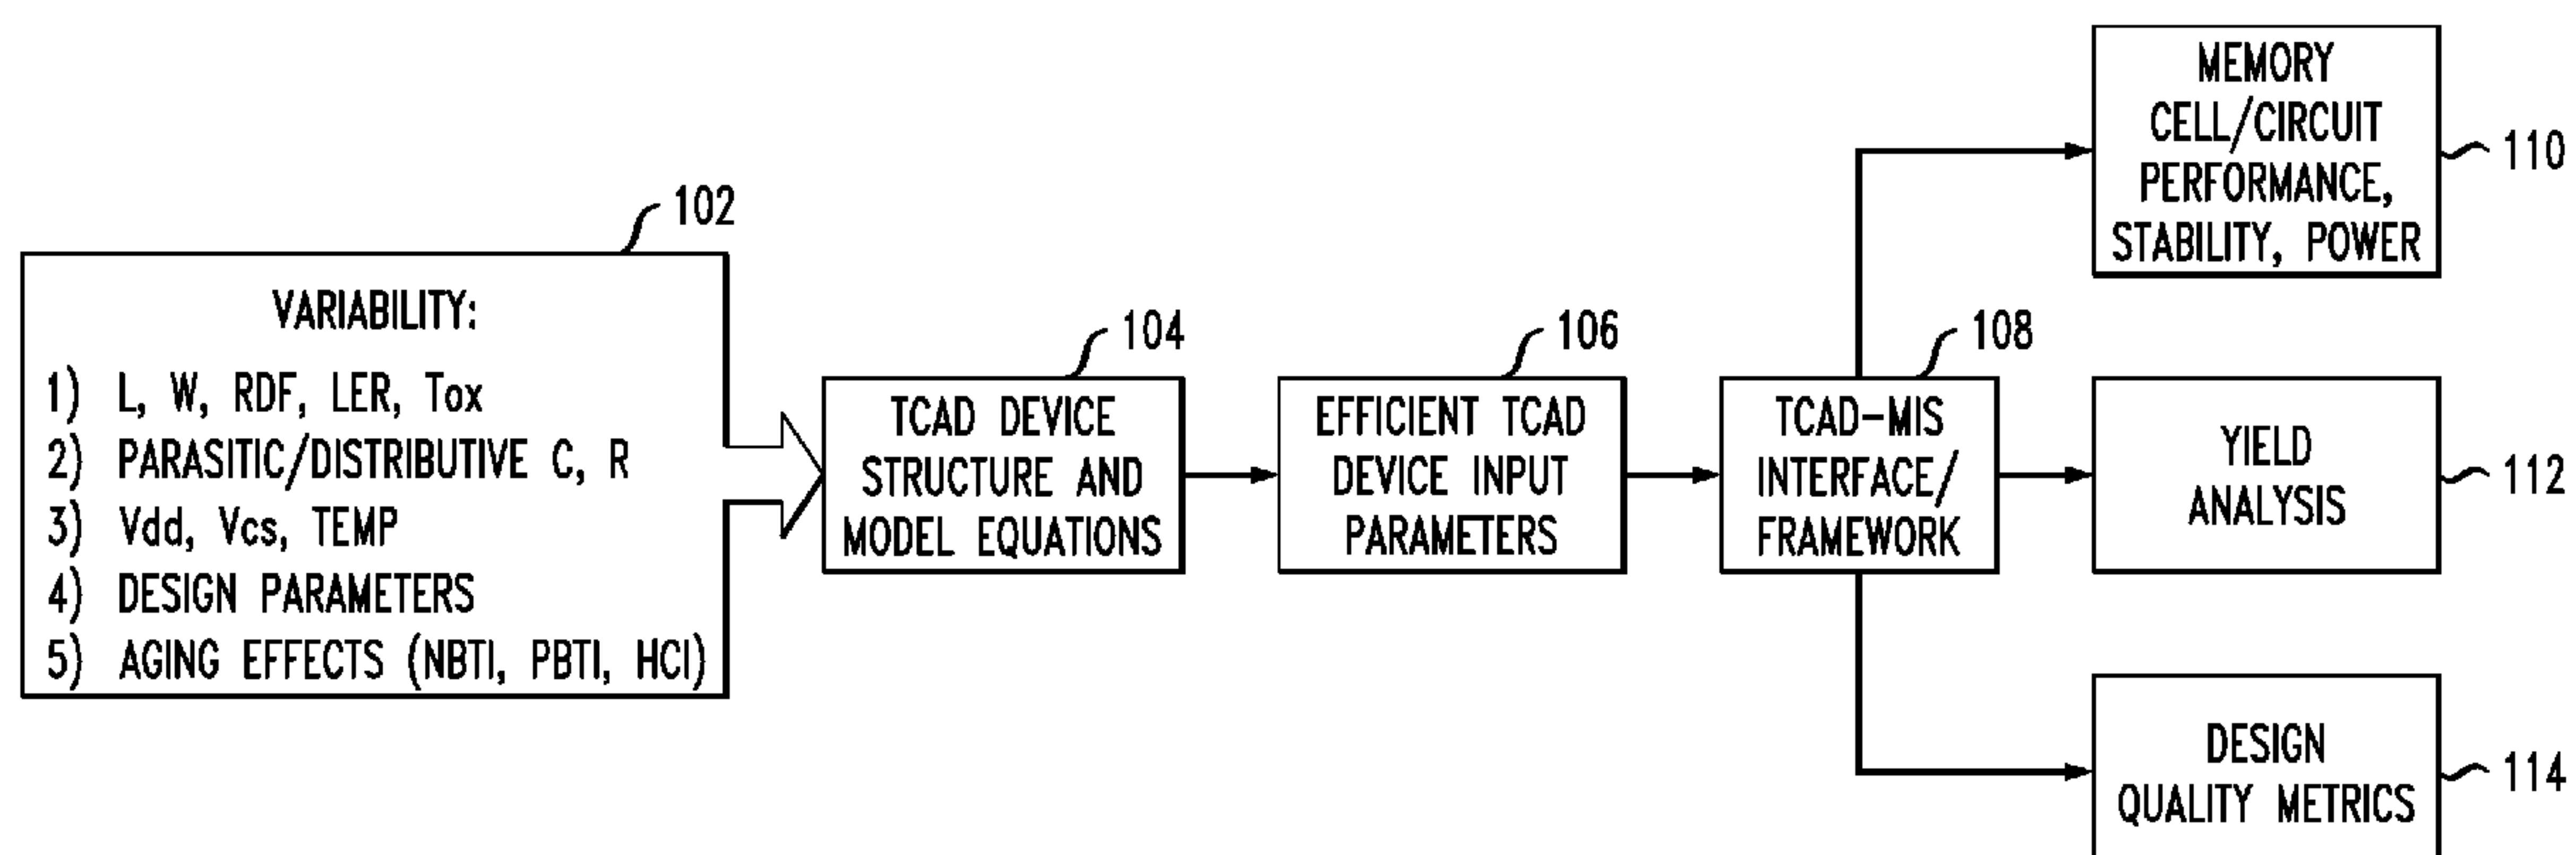 102
VARIABILITY:
1) L, W, RDF, LER, Tox
2) PARASITIC/DISTRIBUTIVE C, R
3) Vdd, Vcs, TEMP
4) DESIGN PARAMETERS
5) AGING EFFECTS (NBTI, PBTI, HCI)
104
TCAD DEVICE
STRUCTURE AND
MODEL EQUATIONS
106
EFFICIENT TCAD
DEVICE INPUT
PARAMETERS
108
TCAD-MIS
INTERFACE/
FRAMEWORK
MEMORY
CELL/CIRCUIT
PERFORMANCE,
STABILITY, POWER
110
YIELD
ANALYSIS
112
DESIGN
QUALITY METRICS
114